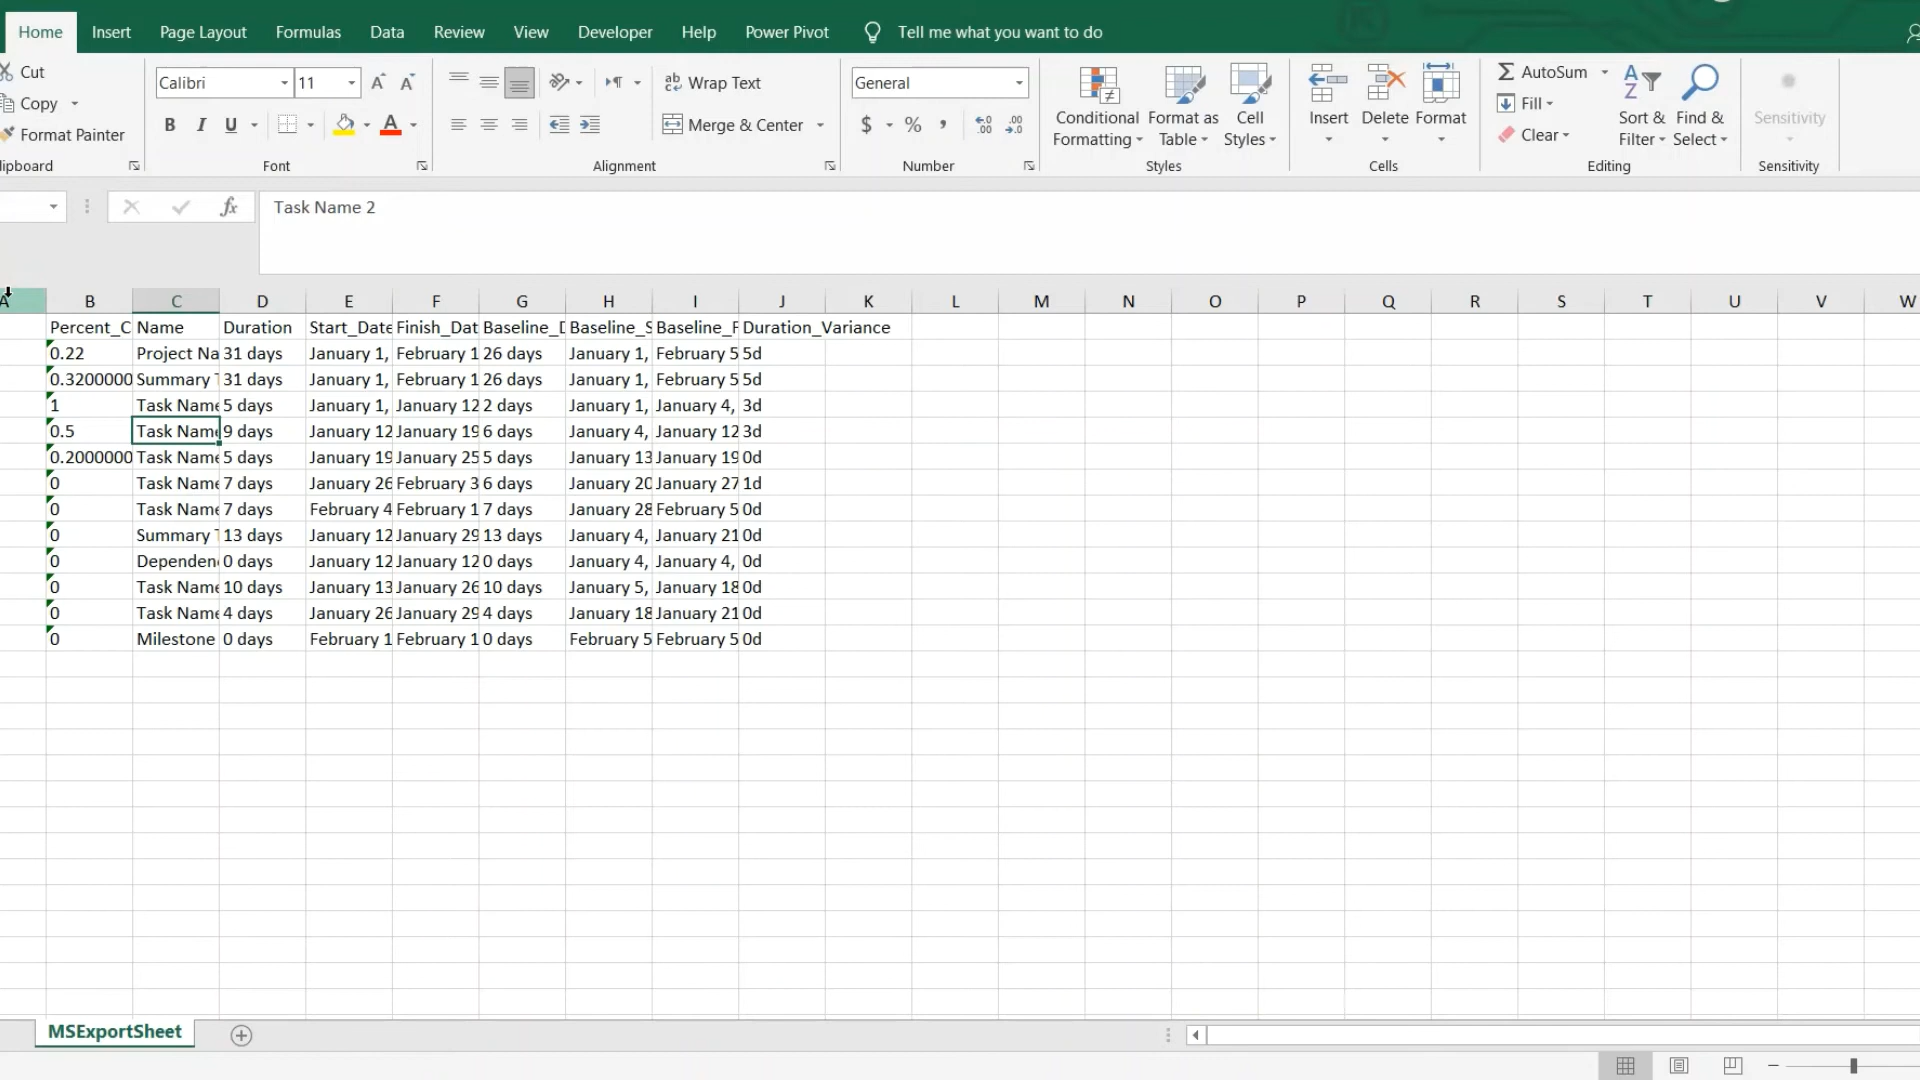 Home Insert Page Layout Formulas Data Review View Developer Help Power Pivot Tell me what you want to do
Cut
Copy
Format Painter
lipboard
Calibri 11
B I U A
Font
Wrap Text
Merge & Center
Alignment
General
$ % ,
Number
Conditional Formatting
Format as Table
Cell Styles
Styles
Insert Delete Format
Cells
AutoSum
Fill
Clear
Sort & Filter
Find & Select
Editing
Sensitivity
Sensitivity
fx Task Name 2
A B C D E F G H I J K L M N O P Q R S T U V W
Percent_C Name Duration Start_Date Finish_Dat Baseline_D Baseline_S Baseline_F Duration_Variance
0.22 Project Na 31 days January 1, February 1 26 days January 1, February 5 5d
0.3200000 Summary T 31 days January 1, February 1 26 days January 1, February 5 5d
1 Task Name 5 days January 1, January 12 2 days January 1, January 4, 3d
0.5 Task Name 9 days January 12 January 19 6 days January 4, January 12 3d
0.2000000 Task Name 5 days January 19 January 25 5 days January 13 January 19 0d
0 Task Name 7 days January 26 February 3 6 days January 20 January 27 1d
0 Task Name 7 days February 4 February 1 7 days January 28 February 5 0d
0 Summary T 13 days January 12 January 29 13 days January 4, January 21 0d
0 Dependen 0 days January 12 January 12 0 days January 4, January 4, 0d
0 Task Name 10 days January 13 January 26 10 days January 5, January 18 0d
0 Task Name 4 days January 26 January 29 4 days January 18 January 21 0d
0 Milestone 0 days February 1 February 1 0 days February 5 February 5 0d
MSExportSheet